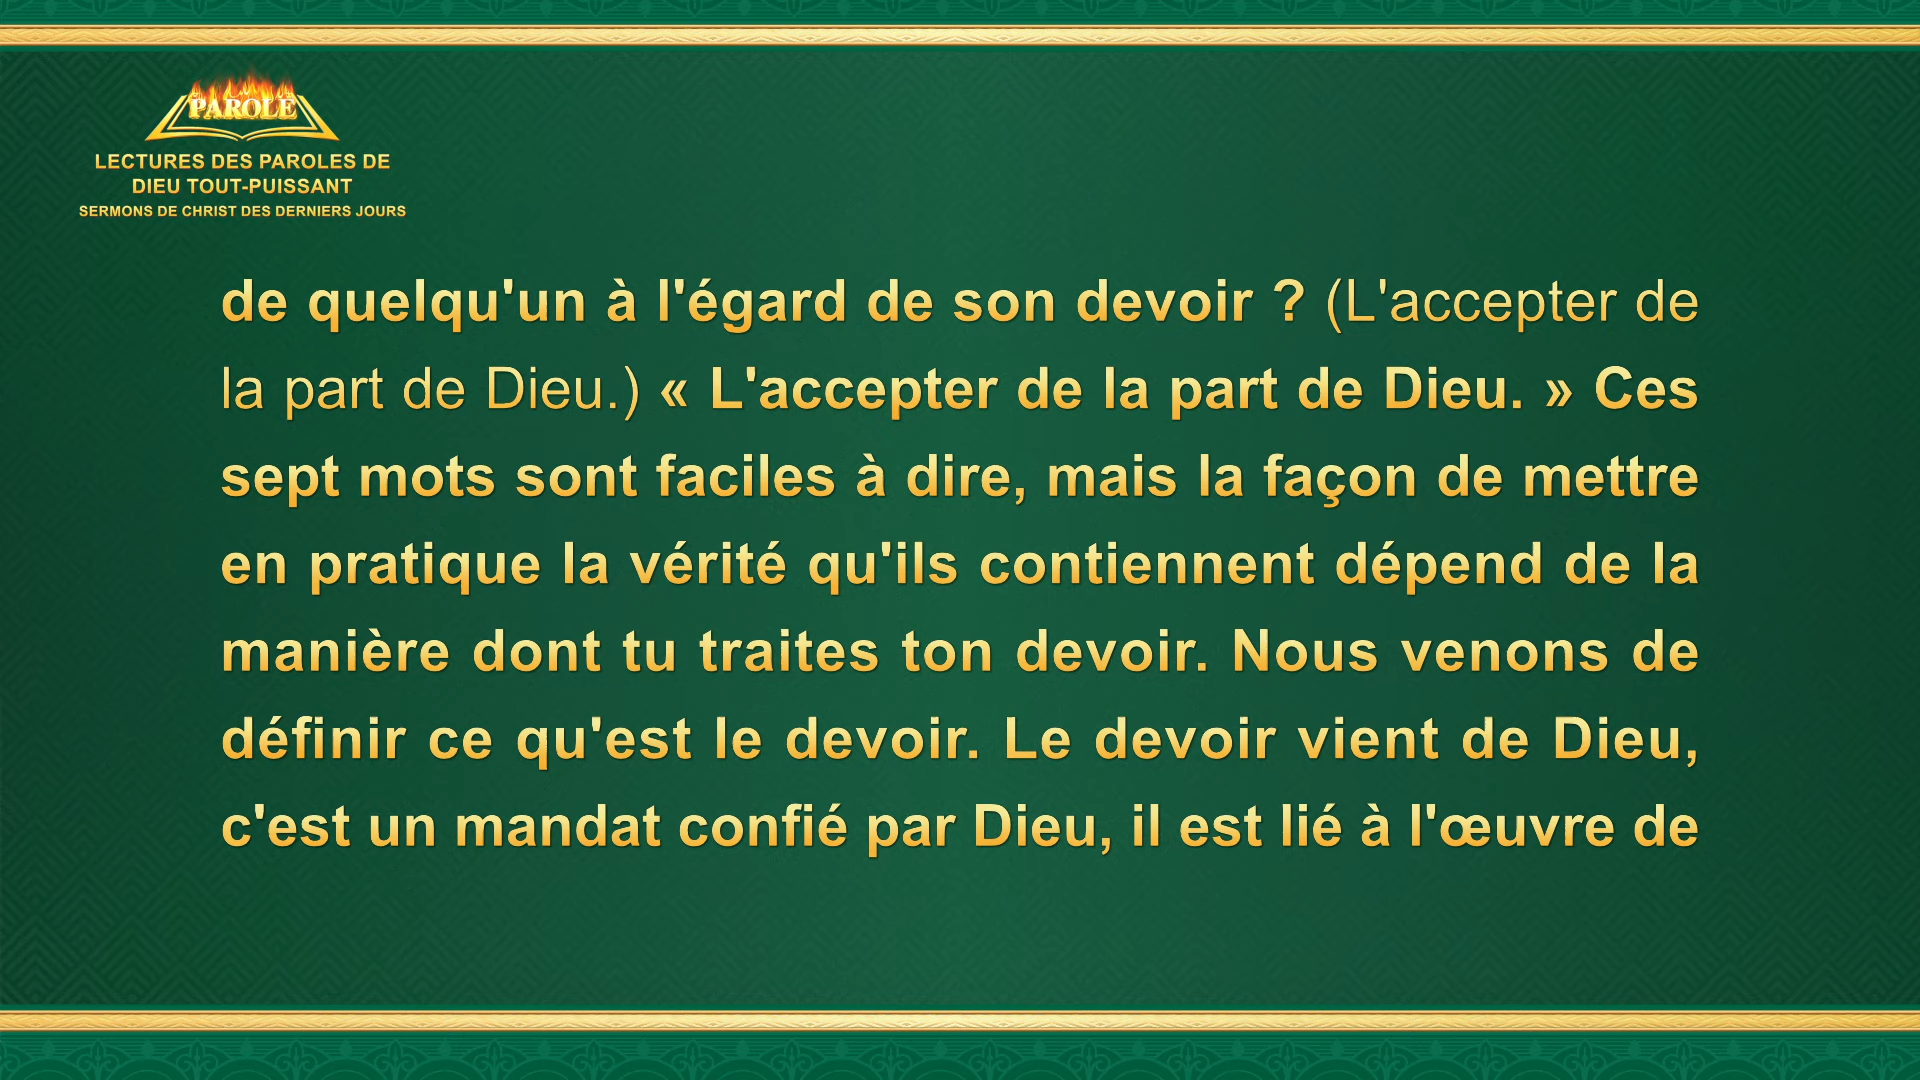 PAROLE
LECTURES DES PAROLES DE
DIEU TOUT-PUISSANT
SERMONS DE CHRIST DES DERNIERS JOURS
de quelqu'un à l'égard de son devoir ? (L'accepter de
la part de Dieu.) « L'accepter de la part de Dieu. » Ces
sept mots sont faciles à dire, mais la façon de mettre
en pratique la vérité qu'ils contiennent dépend de la
manière dont tu traites ton devoir. Nous venons de
définir ce qu'est le devoir. Le devoir vient de Dieu,
c'est un mandat confié par Dieu, il est lié à l'œuvre de